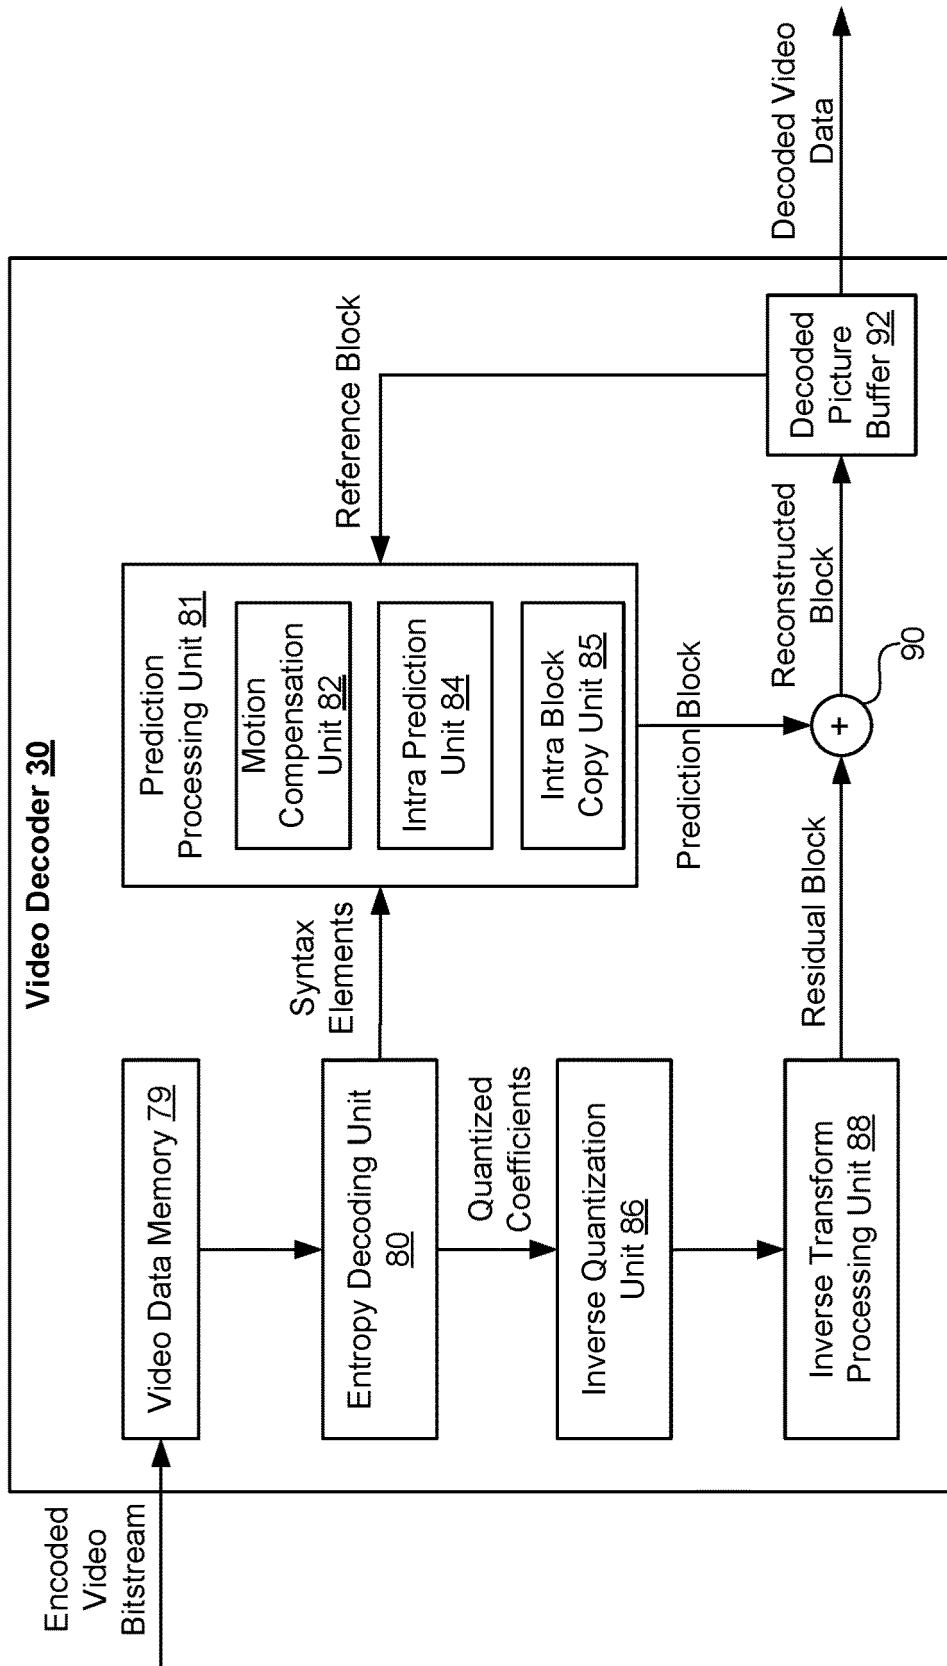 Video Decoder 30
Encoded
Video
Bitstream
Video Data Memory 79
Entropy Decoding Unit
80
Syntax
Elements
Quantized
Coefficients
Inverse Quantization
Unit 86
Inverse Transform
Processing Unit 88
Prediction
Processing Unit 81
Motion
Compensation
Unit 82
Intra Prediction
Unit 84
Intra Block
Copy Unit 85
Reference Block
Prediction Block
Residual Block
+
90
Reconstructed
Block
Decoded
Picture
Buffer 92
Decoded Video
Data